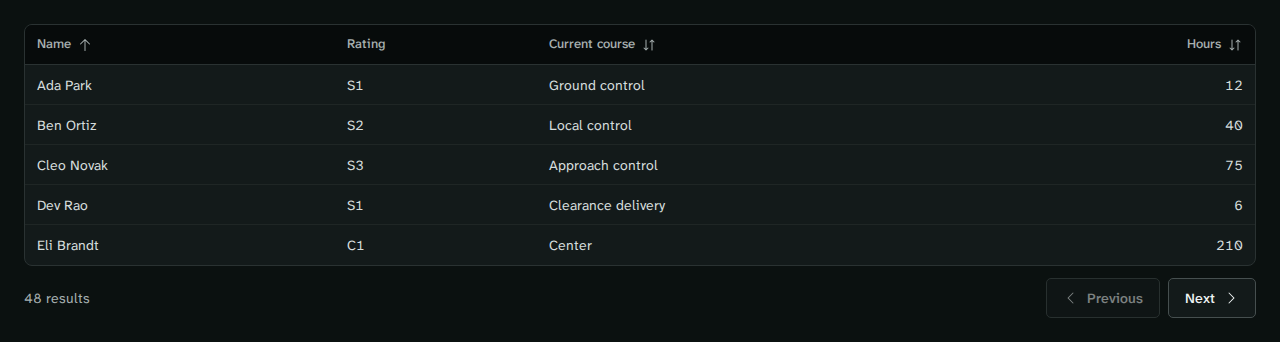 Name Rating Current course Hours
Ada Park S1 Ground control 12
Ben Ortiz S2 Local control 40
Cleo Novak S3 Approach control 75
Dev Rao S1 Clearance delivery 6
Eli Brandt C1 Center 210
48 results Previous Next